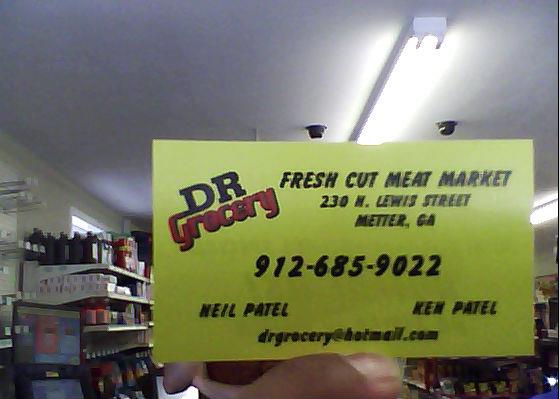 DR
Grocery
FRESH CUT MEAT MARKET
230 N. LEWIS STREET
METTER, GA
912-685-9022
NEIL PATEL
KEN PATEL
drgrocery@hotmail.com